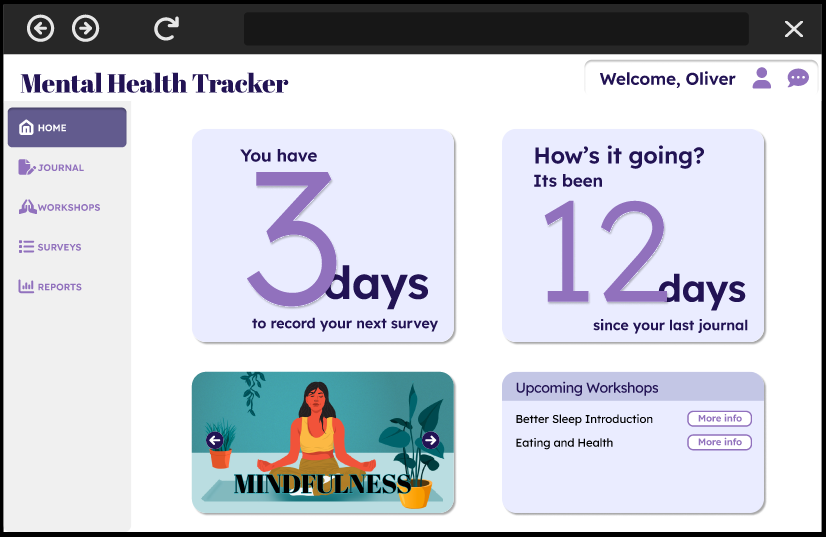 Mental Health Tracker
Welcome, Oliver
HOME
JOURNAL
WORKSHOPS
SURVEYS
REPORTS
You have
3
days
to record your next survey
How's it going?
Its been
12
days
since your last journal
MINDFULNESS
Upcoming Workshops
Better Sleep Introduction More info
Eating and Health More info